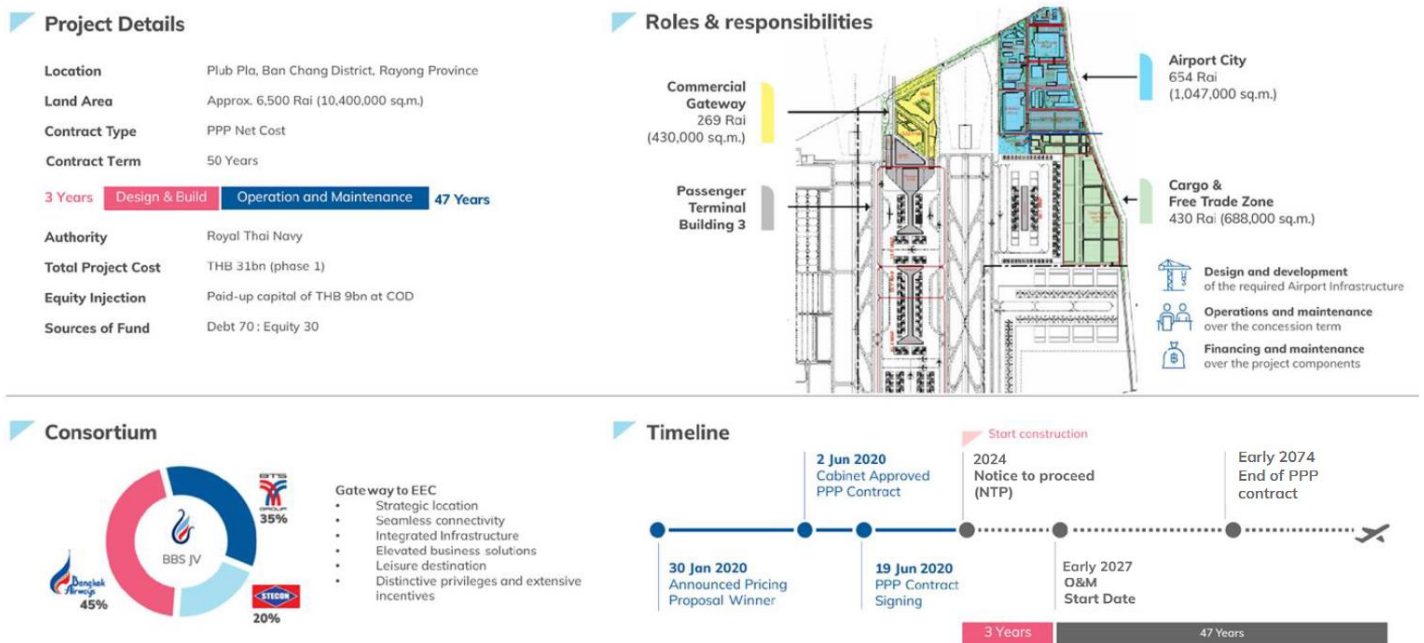 Project Details
Location Plub Pla, Ban Chang District, Rayong Province
Land Area Approx. 6,500 Rai (10,400,000 sq.m.)
Contract Type PPP Net Cost
Contract Term 50 Years
3 Years Design & Build Operation and Maintenance 47 Years
Authority Royal Thai Navy
Total Project Cost THB 31bn (phase 1)
Equity Injection Paid-up capital of THB 9bn at COD
Sources of Fund Debt 70 : Equity 30
Roles & responsibilities
Commercial
Gateway
269 Rai
(430,000 sq.m.)
Passenger
Terminal
Building 3
Airport City
654 Rai
(1,047,000 sq.m.)
Cargo &
Free Trade Zone
430 Rai (688,000 sq.m.)
Design and development
of the required Airport Infrastructure
Operations and maintenance
over the concession term
Financing and maintenance
over the project components
Consortium
BTS
GROUP
35%
BBS JV
Bangkok
Airways
45%
STECON
20%
Gateway to EEC
• Strategic location
• Seamless connectivity
• Integrated Infrastructure
• Elevated business solutions
• Leisure destination
• Distinctive privileges and extensive
incentives
Timeline
Start construction
2 Jun 2020
Cabinet Approved
PPP Contract
2024
Notice to proceed
(NTP)
Early 2074
End of PPP
contract
30 Jan 2020
Announced Pricing
Proposal Winner
19 Jun 2020
PPP Contract
Signing
Early 2027
O&M
Start Date
3 Years
47 Years